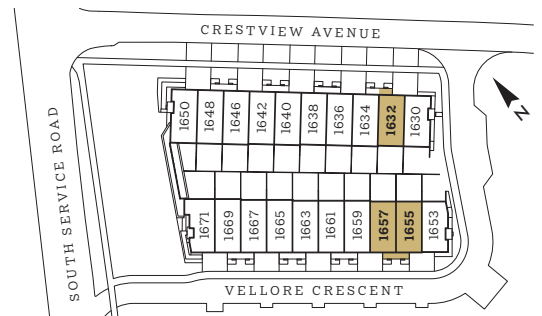 CRESTVIEW AVENUE
SOUTH SERVICE ROAD
1650 1648 1646 1642 1640 1638 1636 1634 1632 1630
N
1671 1669 1667 1665 1663 1661 1659 1657 1655 1653
VELLORE CRESCENT